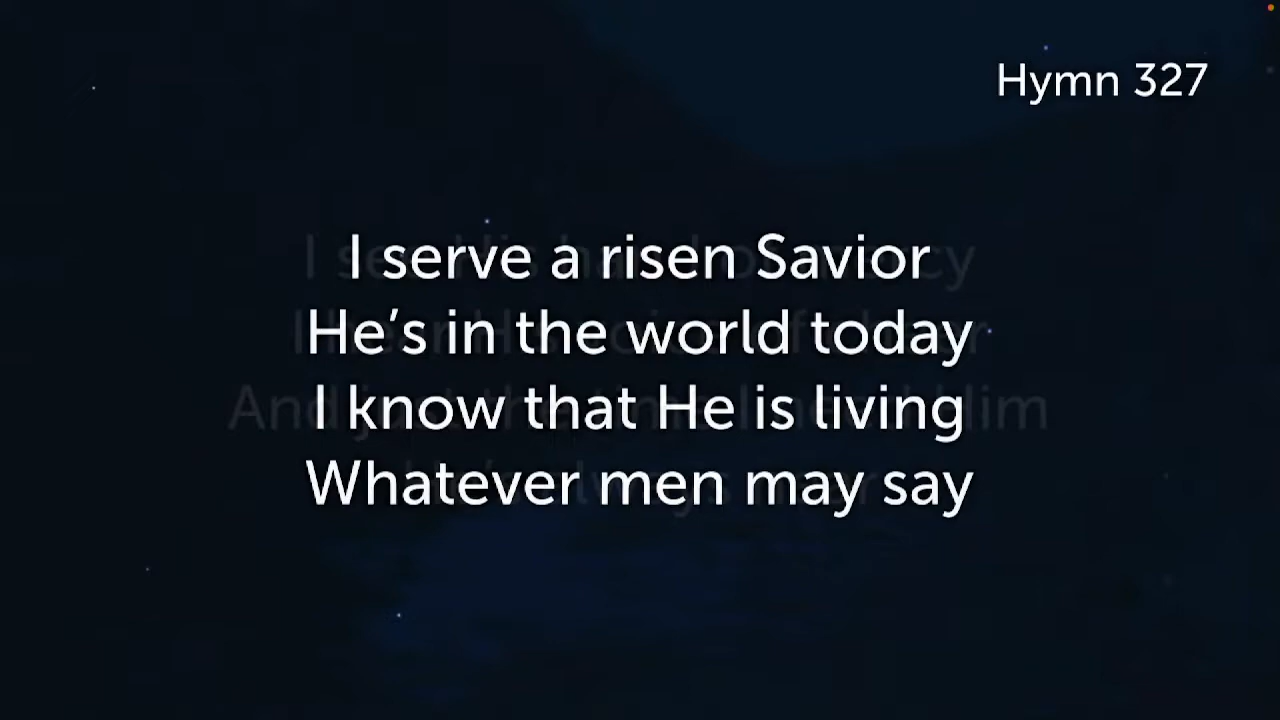 Hymn 327
I serve a risen Savior
He’s in the world today
I know that He is living
Whatever men may say